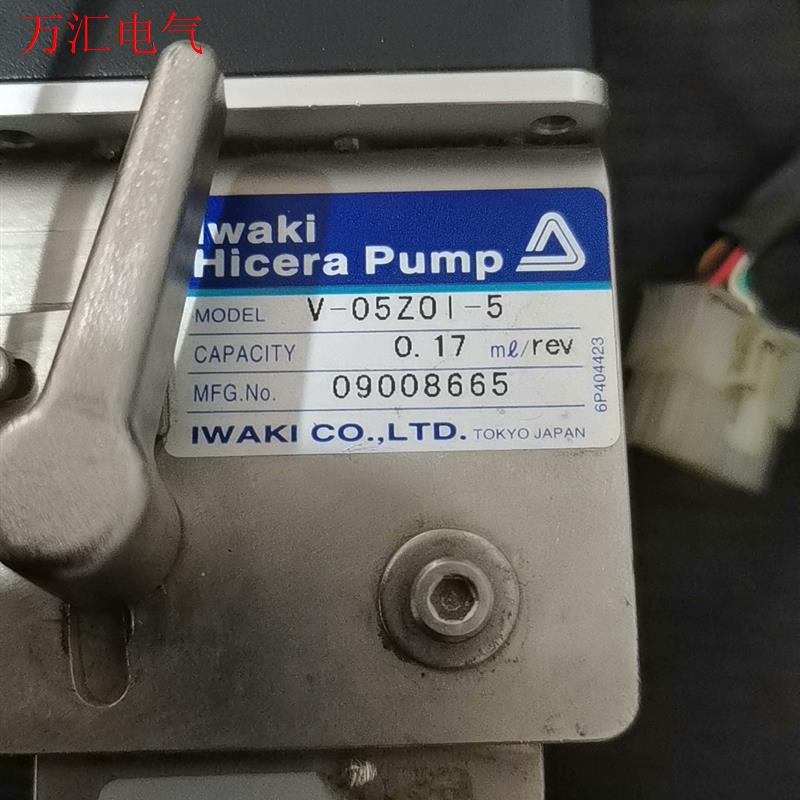 万汇电气
Iwaki
Hicera Pump
MODEL V-05Z01-5
CAPACITY 0.17 mℓ/rev
MFG.No. 09008665
6P404423
IWAKI CO.,LTD. TOKYO JAPAN